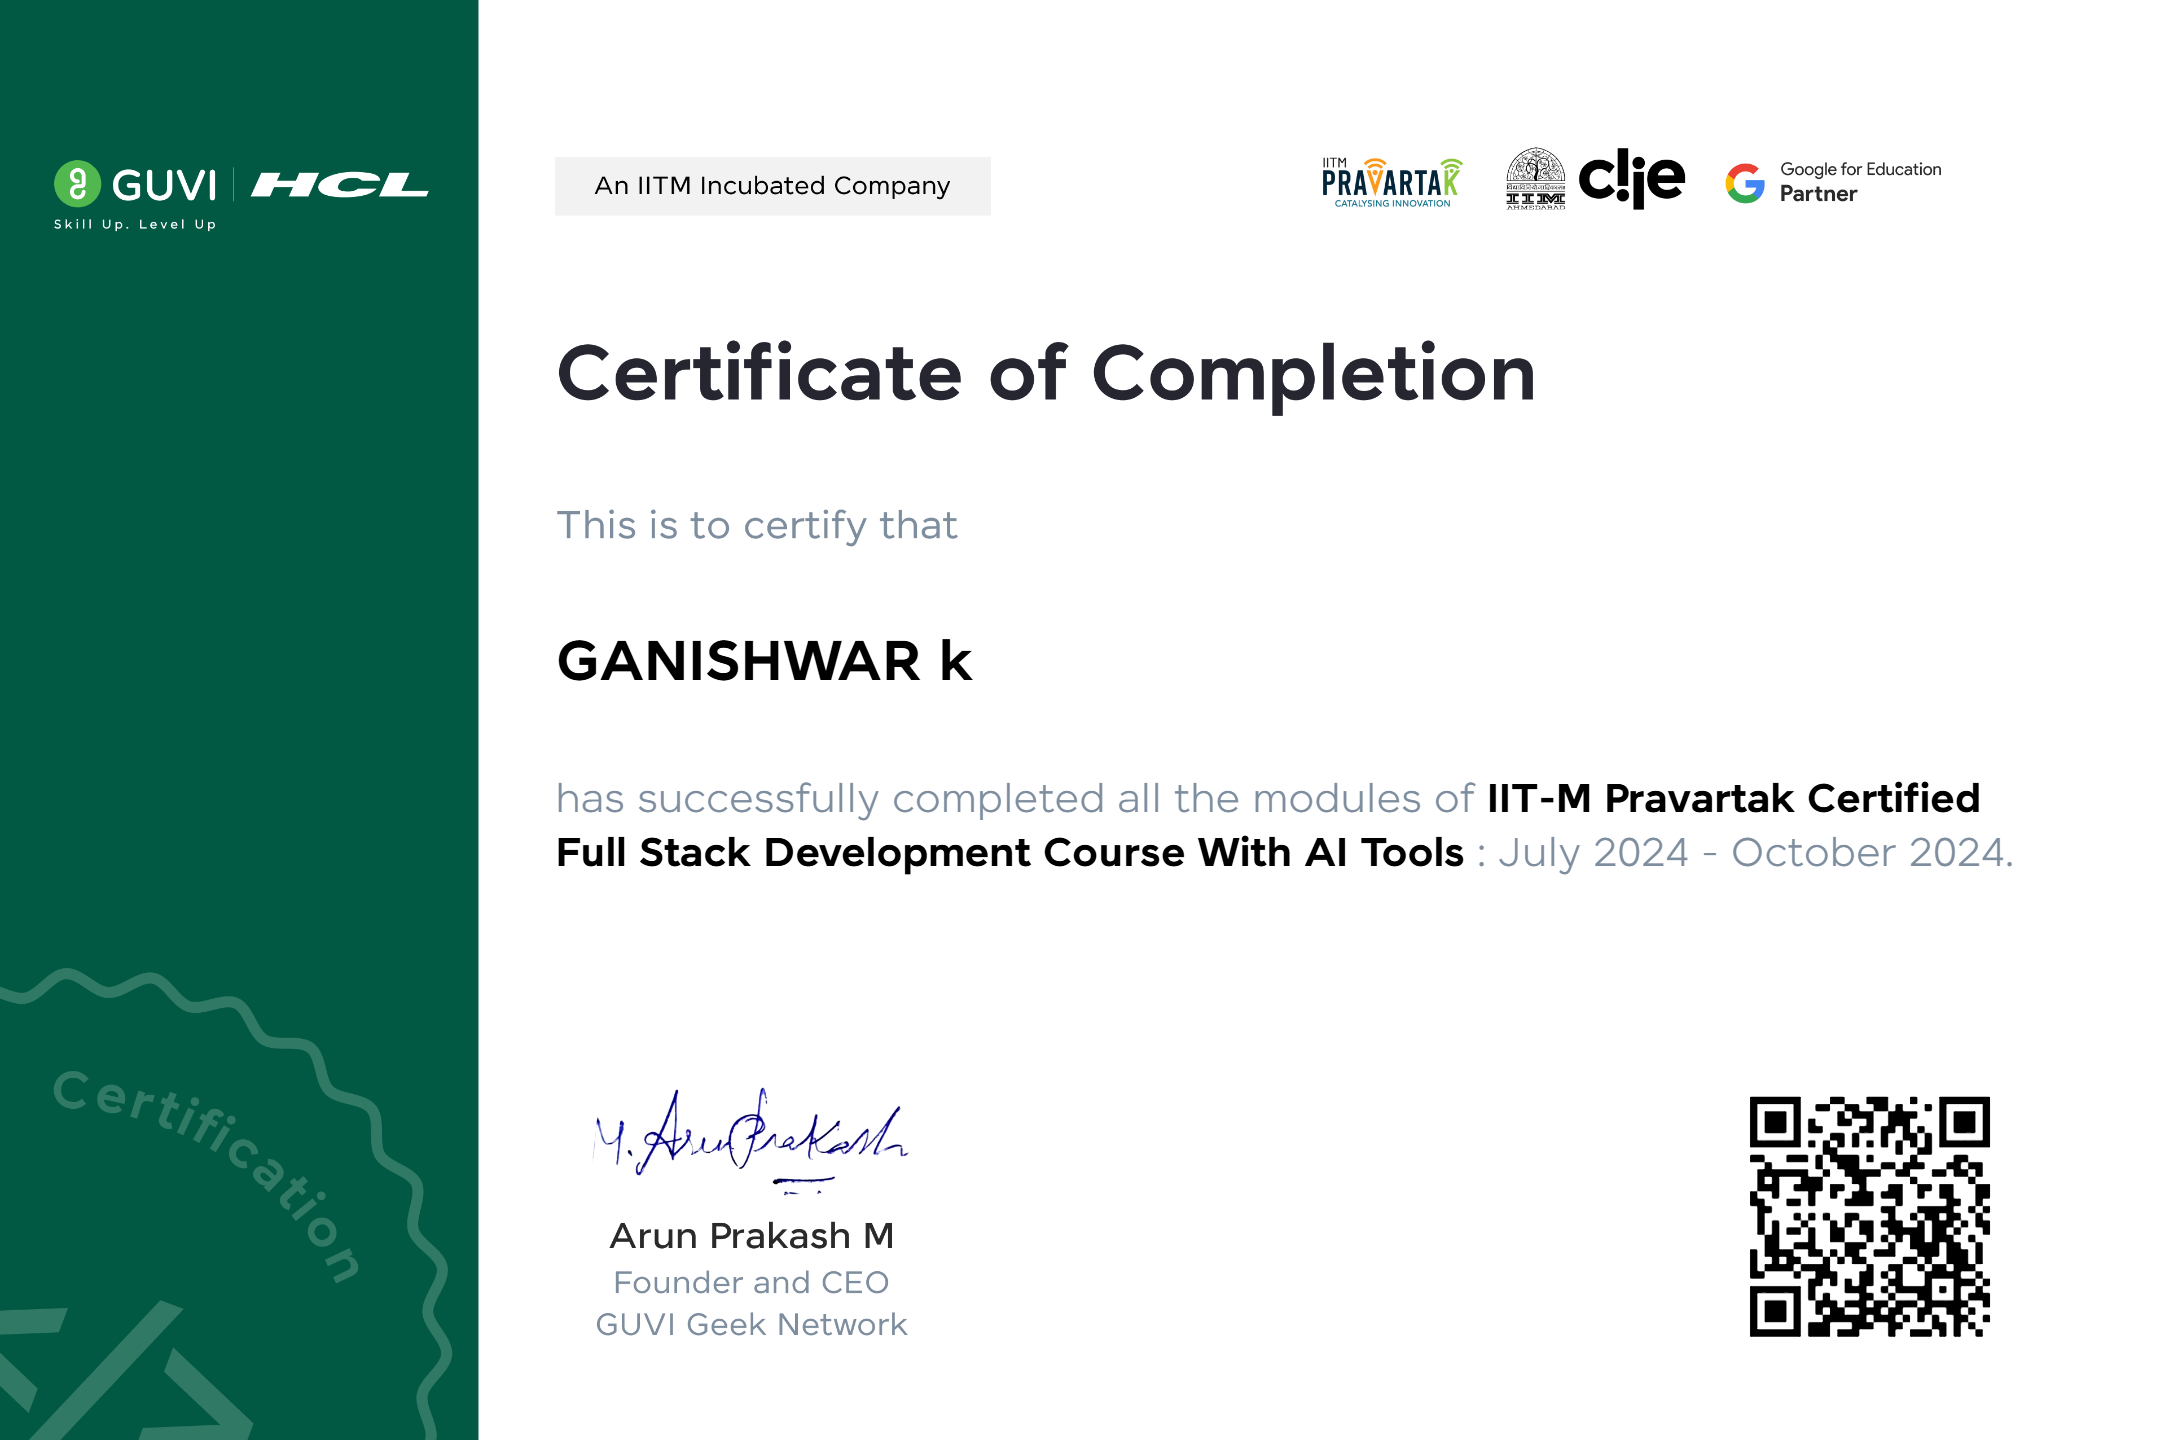 GUVI HCL
Skill Up. Level Up
An IITM Incubated Company
IITM
PRAVARTAK
CATALYSING INNOVATION
IIM
AHMEDABAD
c!ie
Google for Education
Partner
Certificate of Completion
This is to certify that
GANISHWAR k
has successfully completed all the modules of IIT-M Pravartak Certified
Full Stack Development Course With AI Tools : July 2024 - October 2024.
Certification
</>
M. Arun Prakash
Arun Prakash M
Founder and CEO
GUVI Geek Network